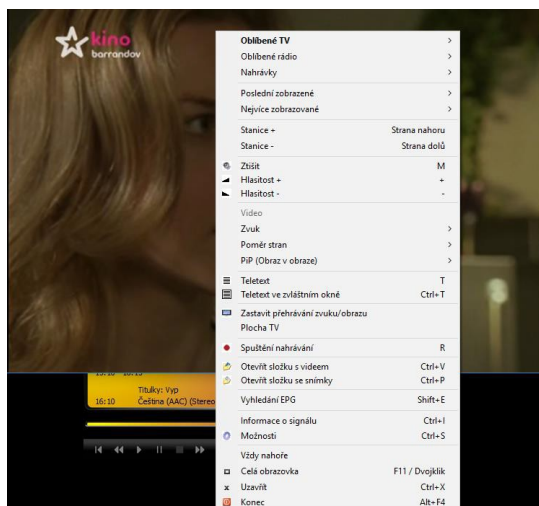 kino
barrandov
Oblíbené TV >
Oblíbené rádio >
Nahrávky >
Poslední zobrazené >
Nejvíce zobrazované >
Stanice + Strana nahoru
Stanice - Strana dolů
Ztišit M
Hlasitost + +
Hlasitost - -
Video
Zvuk >
Poměr stran >
PiP (Obraz v obraze) >
Teletext T
Teletext ve zvláštním okně Ctrl+T
Zastavit přehrávání zvuku/obrazu
Plocha TV
Spuštění nahrávání R
Otevřít složku s videem Ctrl+V
Otevřít složku se snímky Ctrl+P
Titulky: Vyp
16:10 Čeština (AAC) (Stereo
Vyhledání EPG Shift+E
Informace o signálu Ctrl+I
Možnosti Ctrl+S
Vždy nahoře
Celá obrazovka F11 / Dvojklik
Uzavřít Ctrl+X
Konec Alt+F4